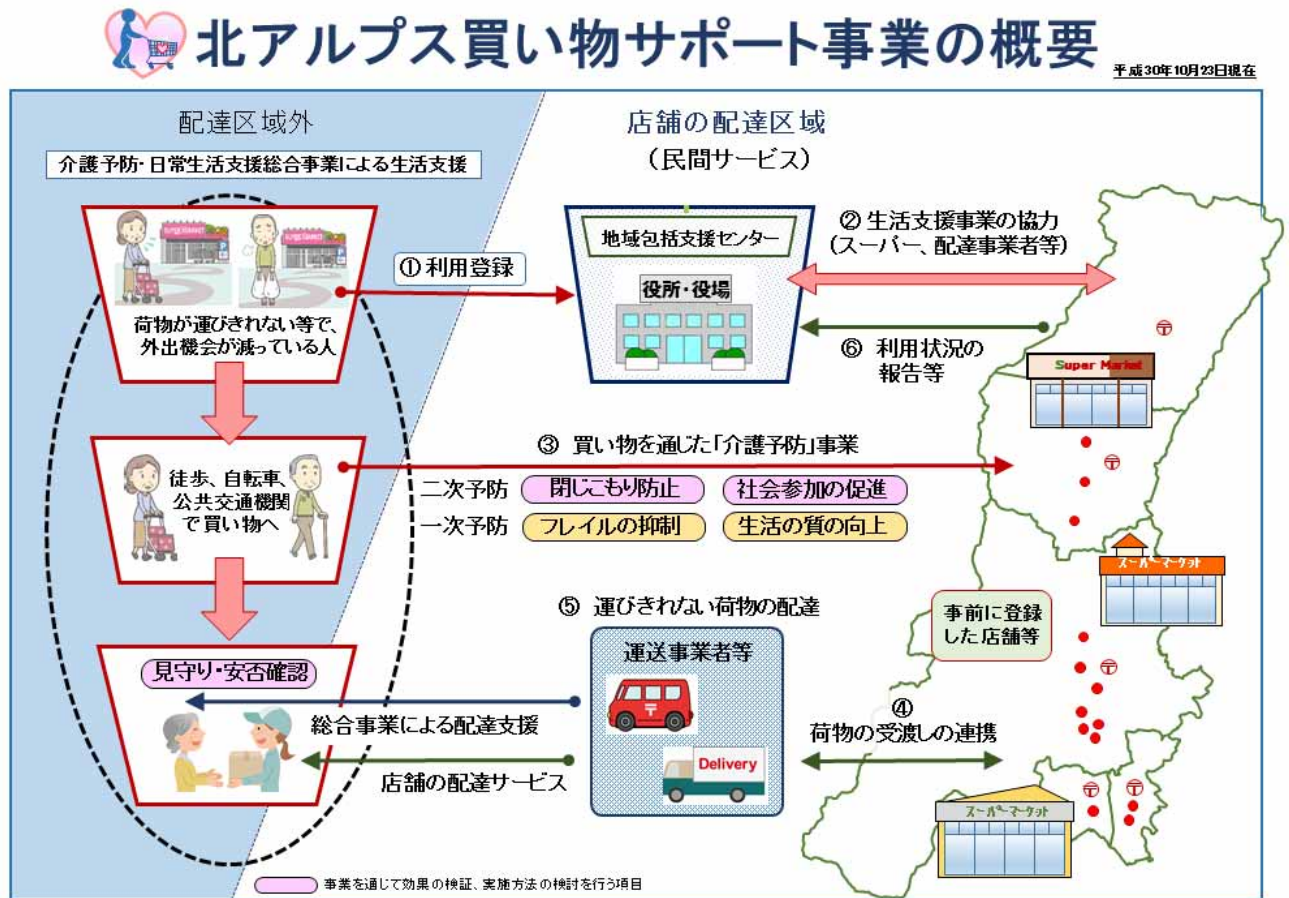 北アルプス買い物サポート事業の概要
平成30年10月23日現在
配達区域外
介護予防・日常生活支援総合事業による生活支援
店舗の配達区域
（民間サービス）
荷物が運びきれない等で、
外出機会が減っている人
①利用登録
地域包括支援センター
役所・役場
②生活支援事業の協力
（スーパー、配達事業者等）
⑥ 利用状況の
報告等
Super Market
徒歩、自転車、
公共交通機関
で買い物へ
③ 買い物を通じた「介護予防」事業
二次予防 閉じこもり防止 社会参加の促進
一次予防 フレイルの抑制 生活の質の向上
スーパーマーケット
事前に登録
した店舗等
⑤ 運びきれない荷物の配達
運送事業者等
見守り・安否確認
総合事業による配達支援
Delivery
店舗の配達サービス
④
荷物の受渡しの連携
スーパーマーケット
事業を通じて効果の検証、実施方法の検討を行う項目